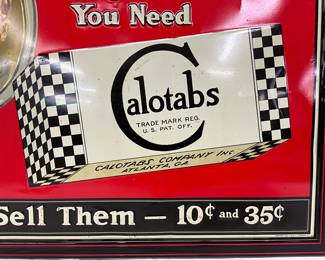 You Need
Calotabs
TRADE MARK REG.
U.S. PAT. OFF.
CALOTABS COMPANY INC
ATLANTA, GA
Sell Them — 10¢ and 35¢